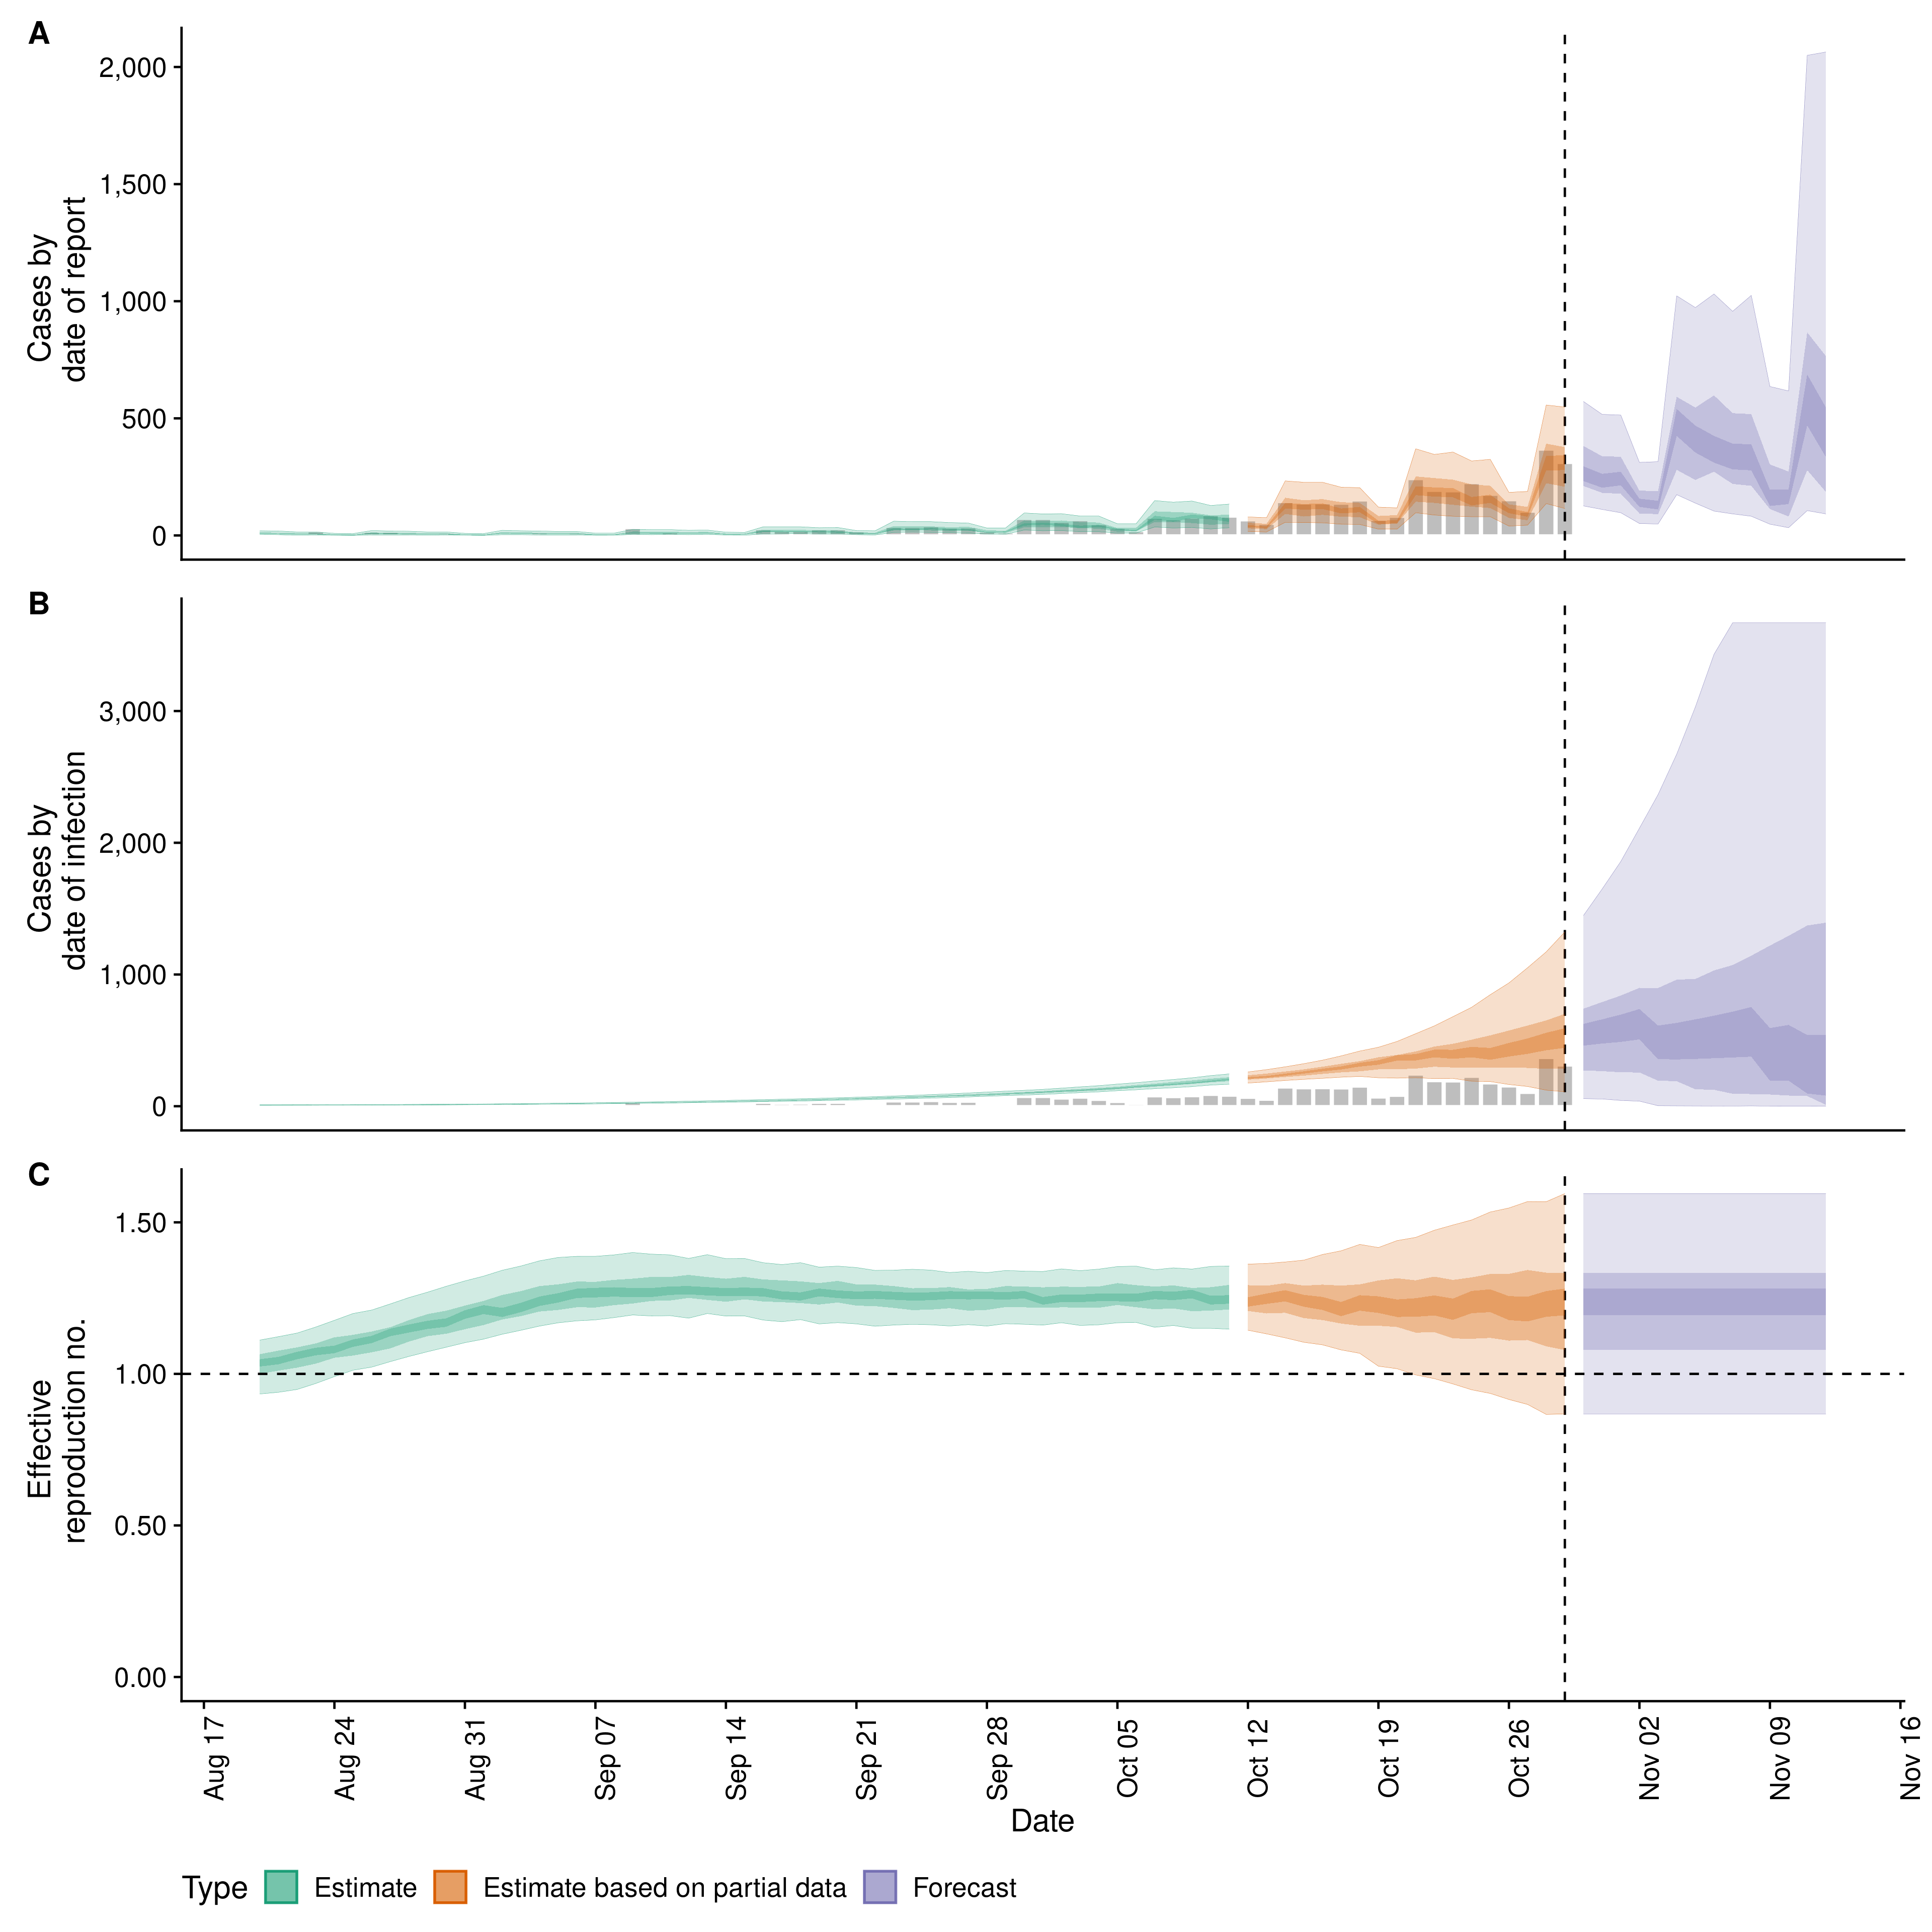 A
2,000
1,500
1,000
500
0
Cases by
date of report
B
3,000
2,000
1,000
0
Cases by
date of infection
C
1.50
1.00
0.50
0.00
Effective
reproduction no.
Aug 17
Aug 24
Aug 31
Sep 07
Sep 14
Sep 21
Sep 28
Oct 05
Oct 12
Oct 19
Oct 26
Nov 02
Nov 09
Nov 16
Date
Type Estimate Estimate based on partial data Forecast